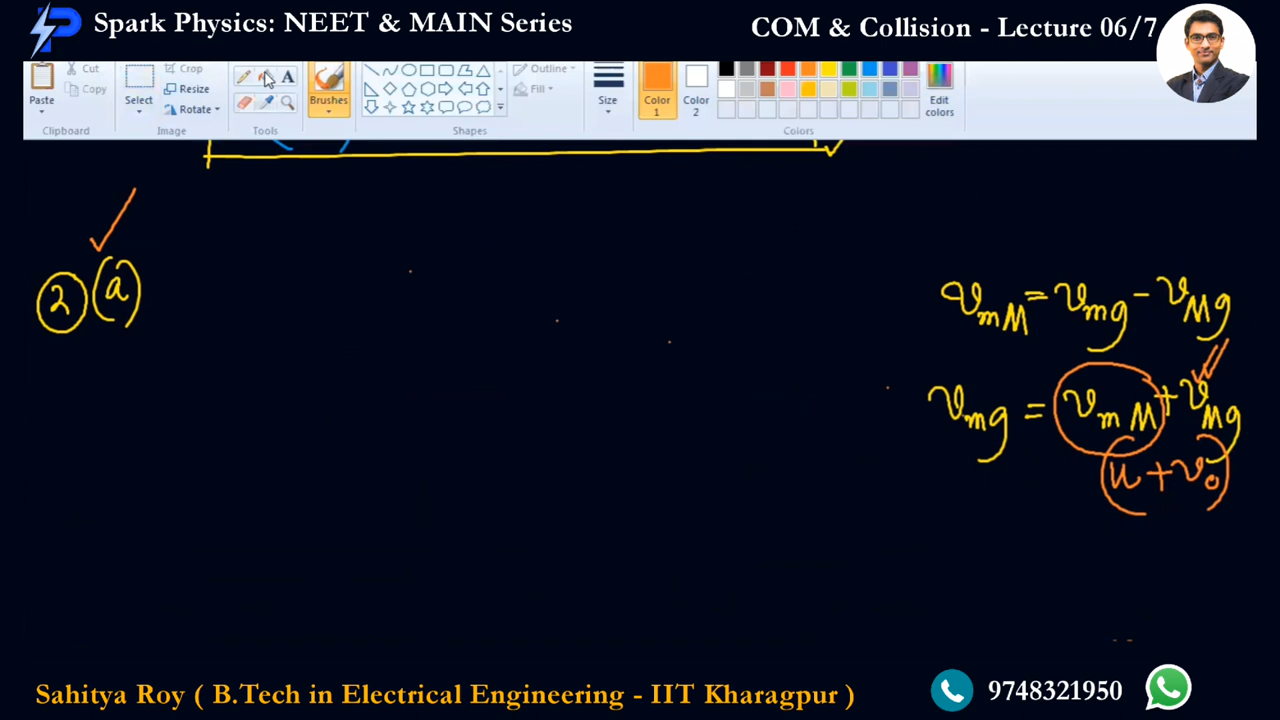 Spark Physics: NEET & MAIN Series
COM & Collision - Lecture 06/7
Paste
Cut
Copy
Clipboard
Select
Crop
Resize
Rotate
Image
A
Tools
Brushes
Shapes
Outline
Fill
Size
Color 1
Color 2
Edit colors
Colors
2 (a)
v_mM = v_mg - v_Mg
v_mg = v_mM + v_Mg
(u + v_0)
Sahitya Roy ( B.Tech in Electrical Engineering - IIT Kharagpur )
9748321950